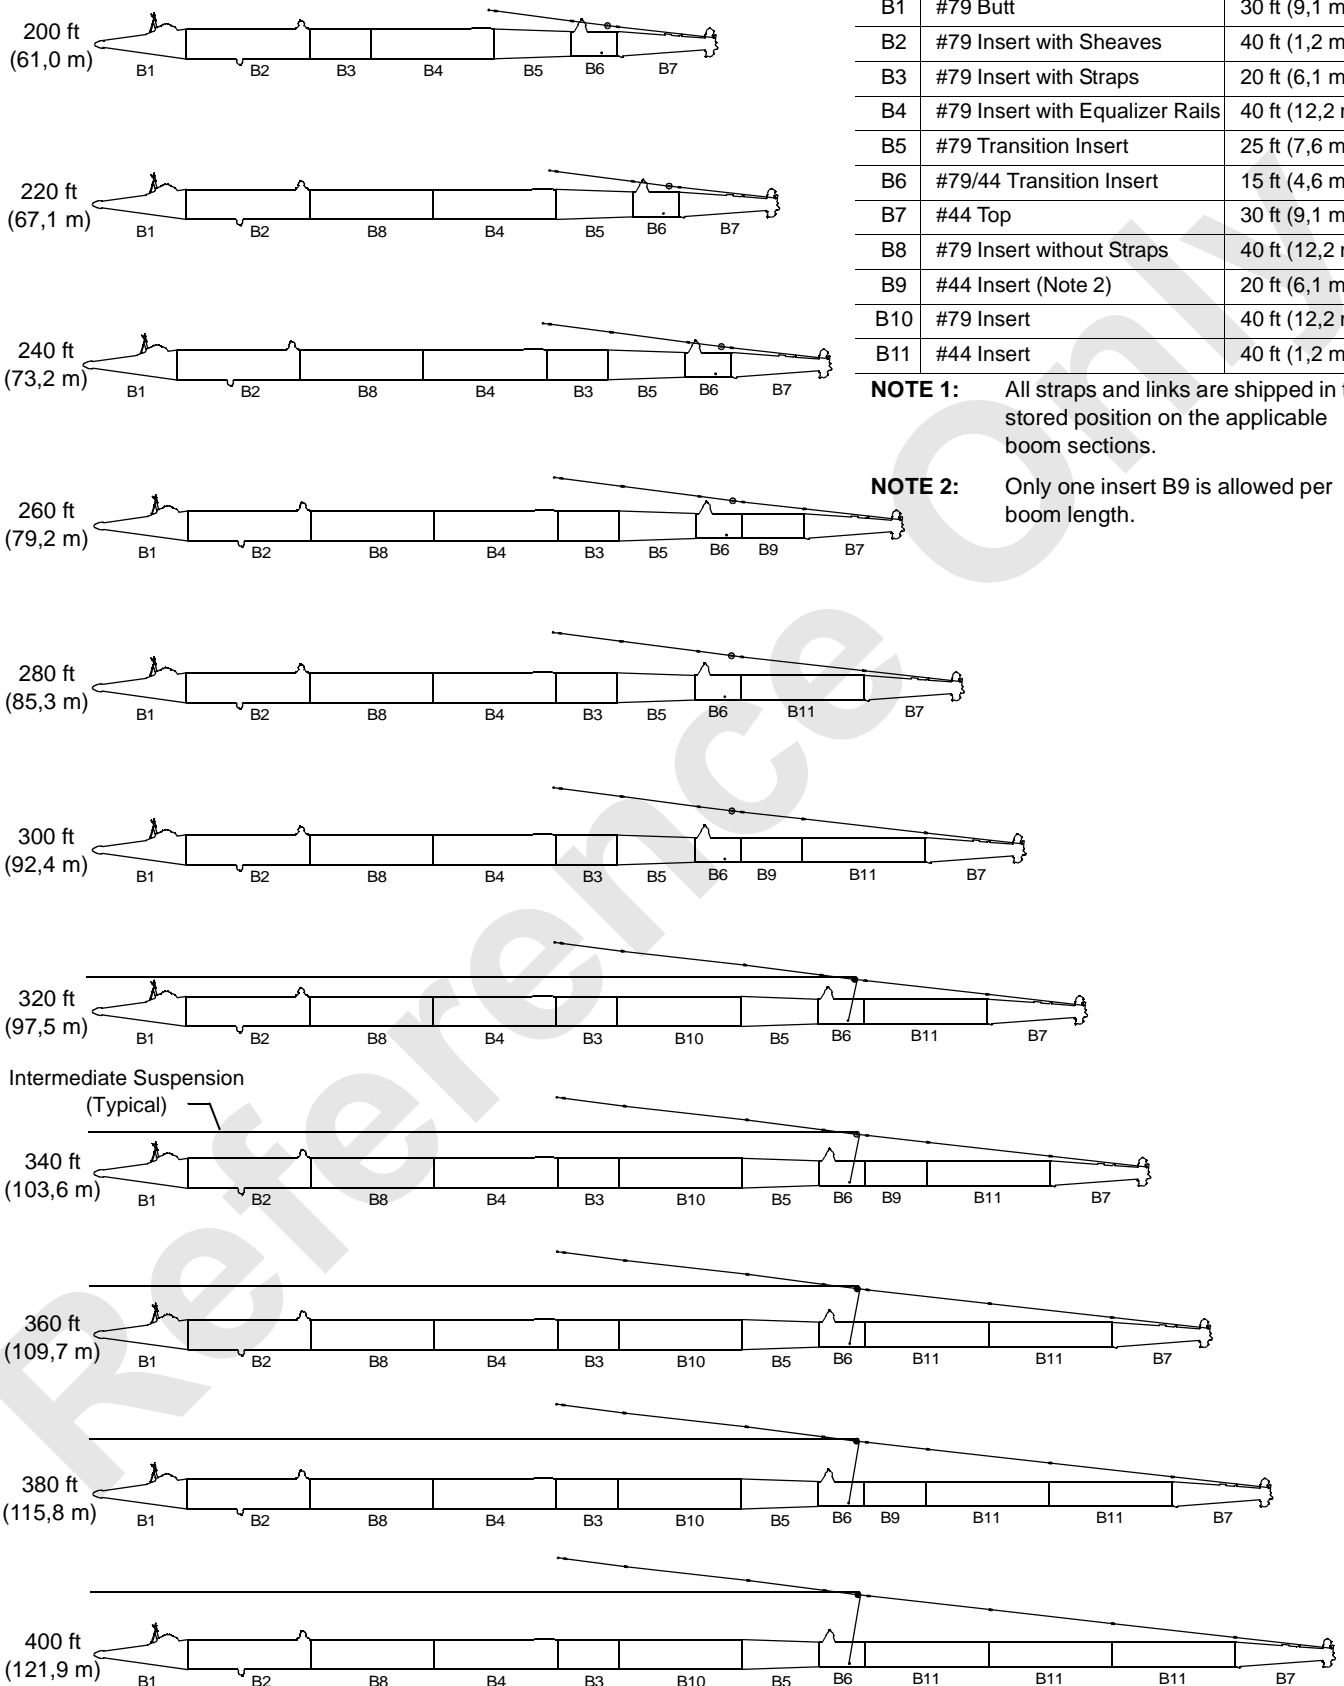 B1 #79 Butt 30 ft (9,1 m
B2 #79 Insert with Sheaves 40 ft (1,2 m
B3 #79 Insert with Straps 20 ft (6,1 m
B4 #79 Insert with Equalizer Rails 40 ft (12,2 
B5 #79 Transition Insert 25 ft (7,6 m
B6 #79/44 Transition Insert 15 ft (4,6 m
B7 #44 Top 30 ft (9,1 m
B8 #79 Insert without Straps 40 ft (12,2 
B9 #44 Insert (Note 2) 20 ft (6,1 m
B10 #79 Insert 40 ft (12,2 
B11 #44 Insert 40 ft (1,2 m
NOTE 1: All straps and links are shipped in
stored position on the applicable
boom sections.
NOTE 2: Only one insert B9 is allowed per
boom length.
200 ft
(61,0 m)
B1 B2 B3 B4 B5 B6 B7
220 ft
(67,1 m)
B1 B2 B8 B4 B5 B6 B7
240 ft
(73,2 m)
B1 B2 B8 B4 B3 B5 B6 B7
260 ft
(79,2 m)
B1 B2 B8 B4 B3 B5 B6 B9 B7
280 ft
(85,3 m)
B1 B2 B8 B4 B3 B5 B6 B11 B7
300 ft
(92,4 m)
B1 B2 B8 B4 B3 B5 B6 B9 B11 B7
320 ft
(97,5 m)
B1 B2 B8 B4 B3 B10 B5 B6 B11 B7
Intermediate Suspension
(Typical)
340 ft
(103,6 m)
B1 B2 B8 B4 B3 B10 B5 B6 B9 B11 B7
360 ft
(109,7 m)
B1 B2 B8 B4 B3 B10 B5 B6 B11 B11 B7
380 ft
(115,8 m)
B1 B2 B8 B4 B3 B10 B5 B6 B9 B11 B11 B7
400 ft
(121,9 m)
B1 B2 B8 B4 B3 B10 B5 B6 B11 B11 B11 B7
Reference Only